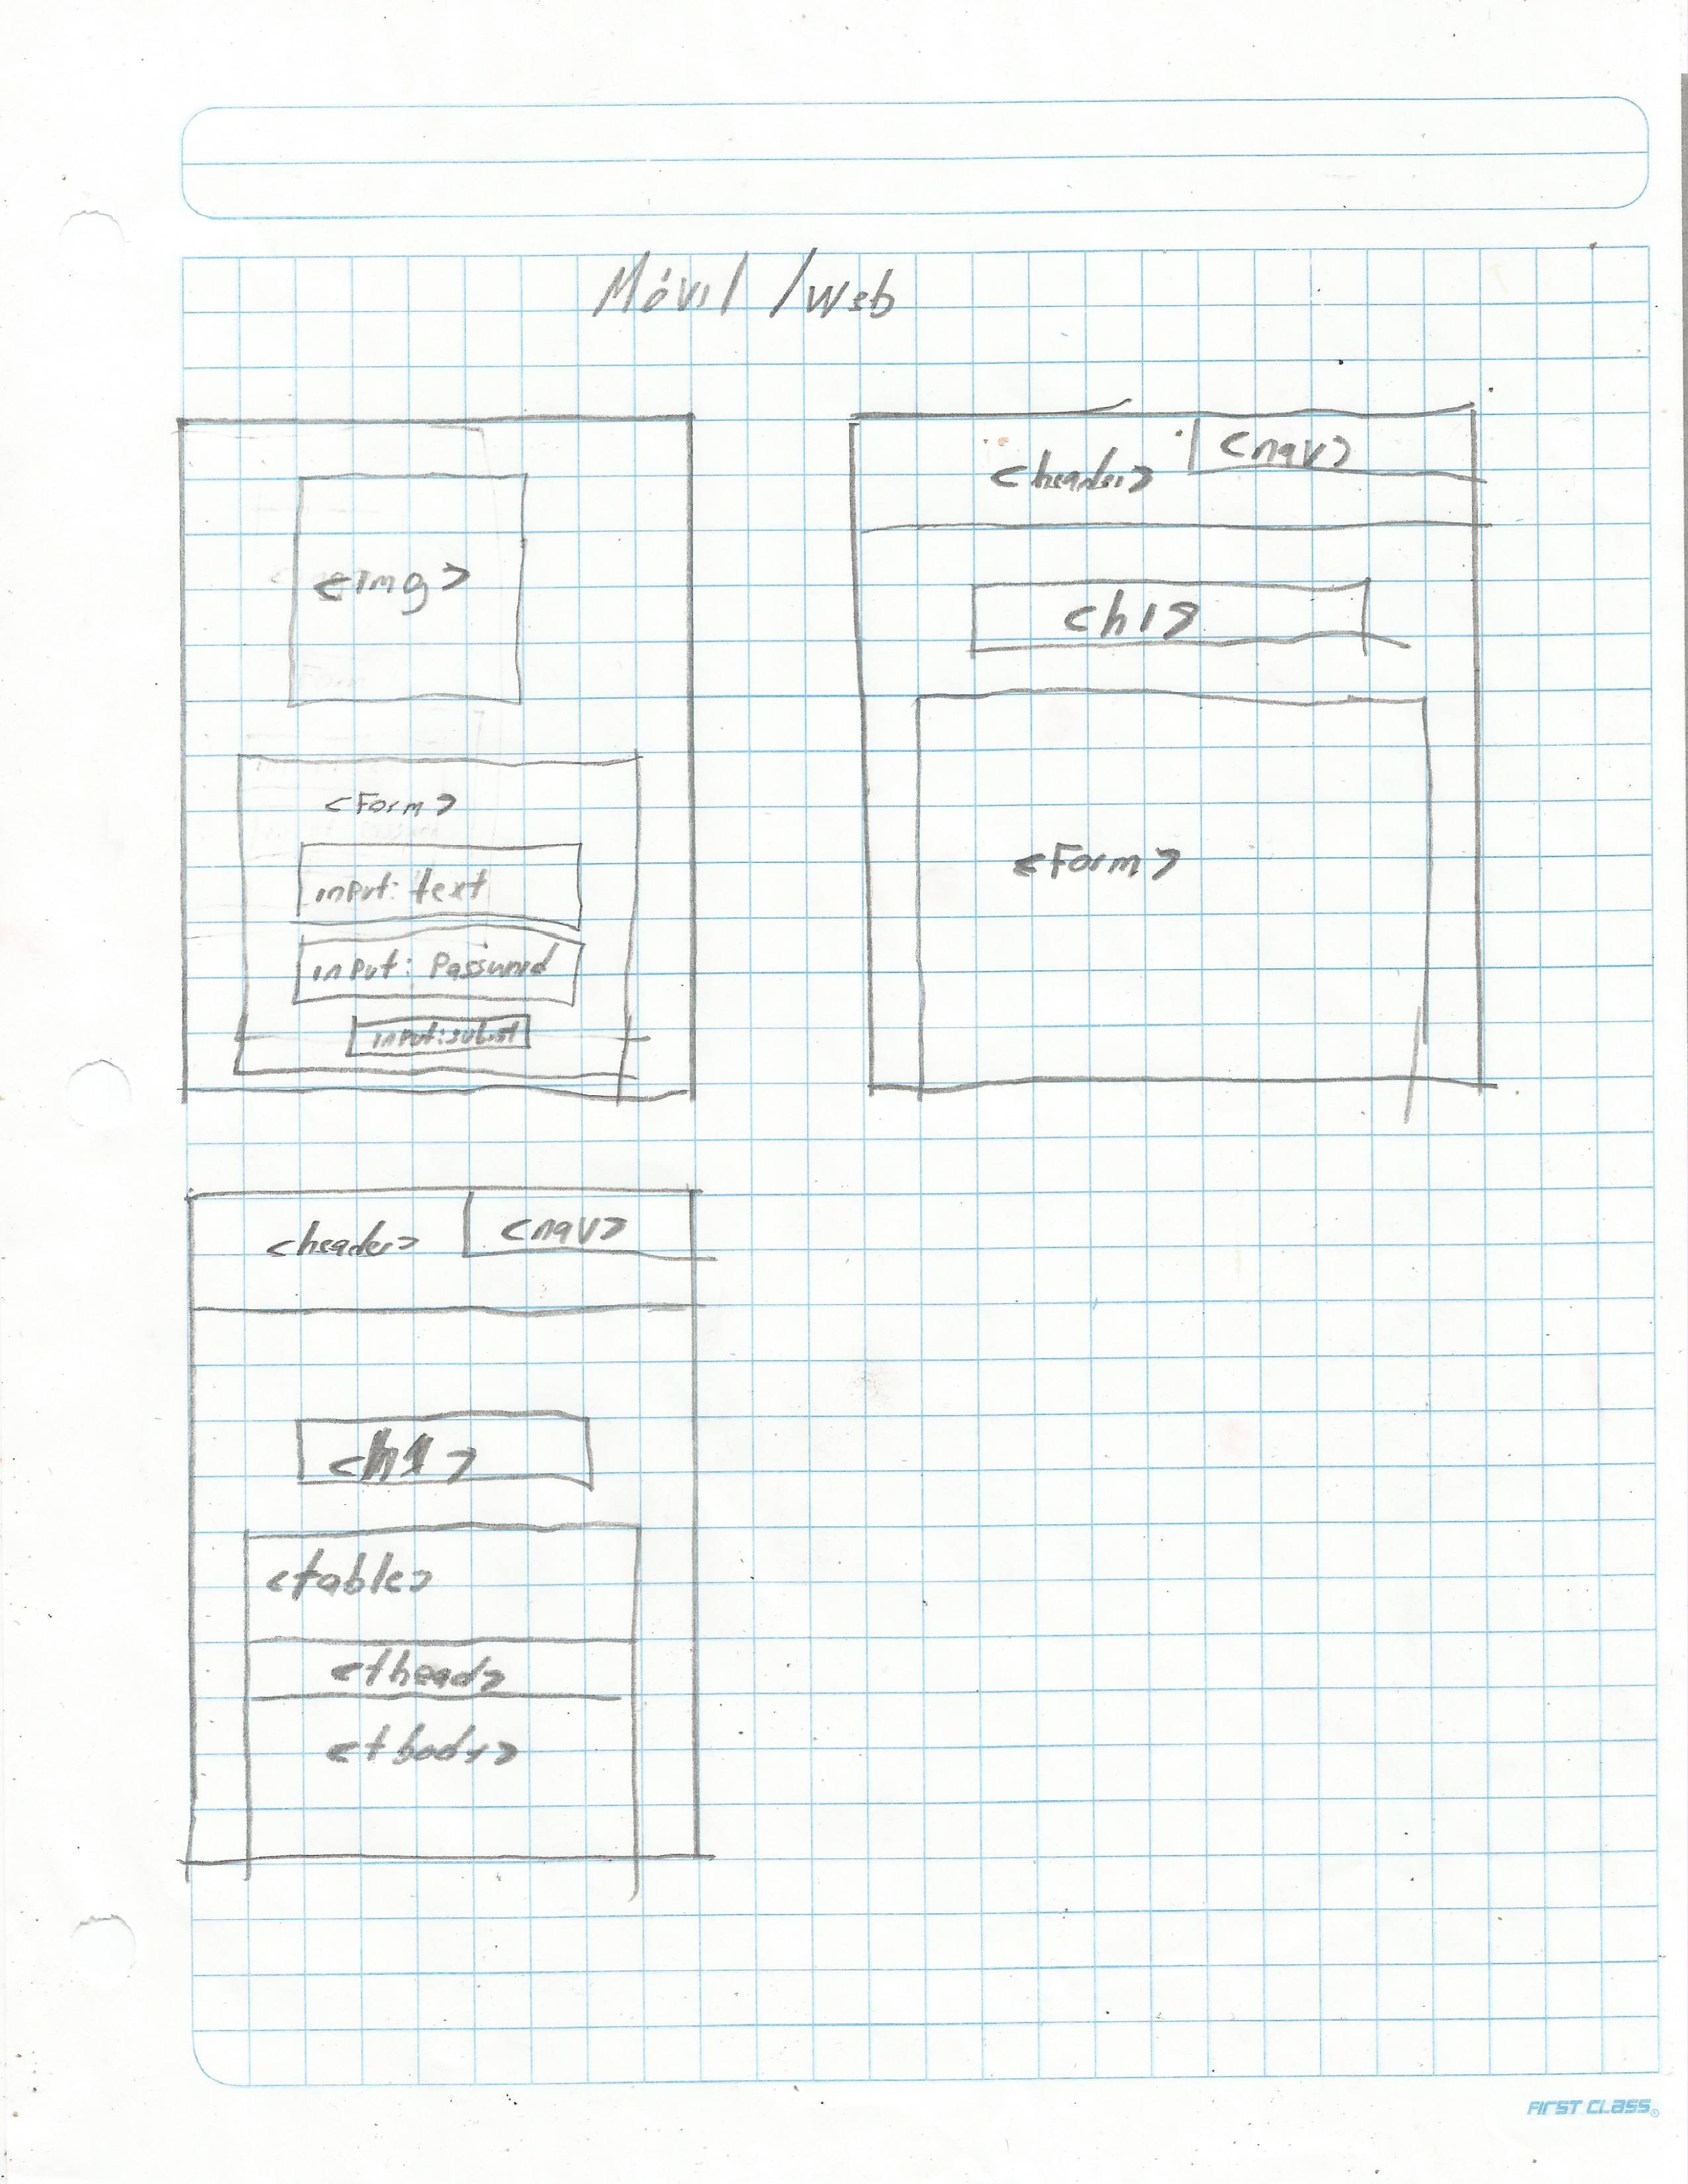 Móvil / Web
<img>
<Form>
input: text
input: Password
input:submit
<header>
<nav>
<h1>
<Form>
<header>
<nav>
<h1>
<table>
<thead>
<tbody>
FIRST CLASS